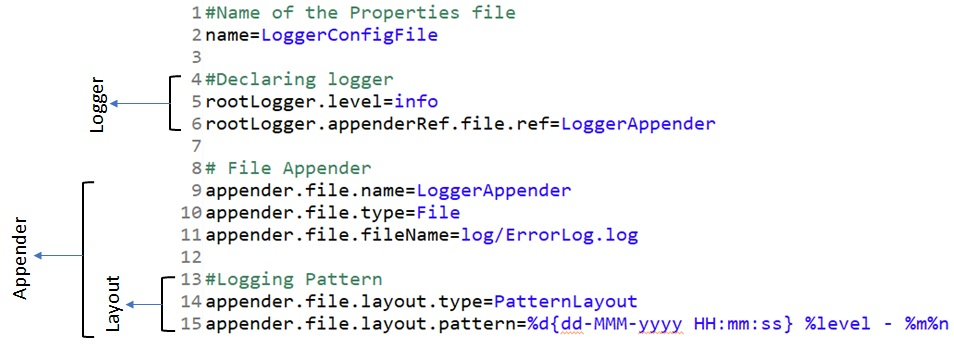 1 #Name of the Properties file
2 name=LoggerConfigFile
3
4 #Declaring logger
5 rootLogger.level=info
6 rootLogger.appenderRef.file.ref=LoggerAppender
7
8 # File Appender
9 appender.file.name=LoggerAppender
10 appender.file.type=File
11 appender.file.fileName=log/ErrorLog.log
12
13 #Logging Pattern
14 appender.file.layout.type=PatternLayout
15 appender.file.layout.pattern=%d{dd-MMM-yyyy HH:mm:ss} %level - %m%n
Logger
Appender
Layout